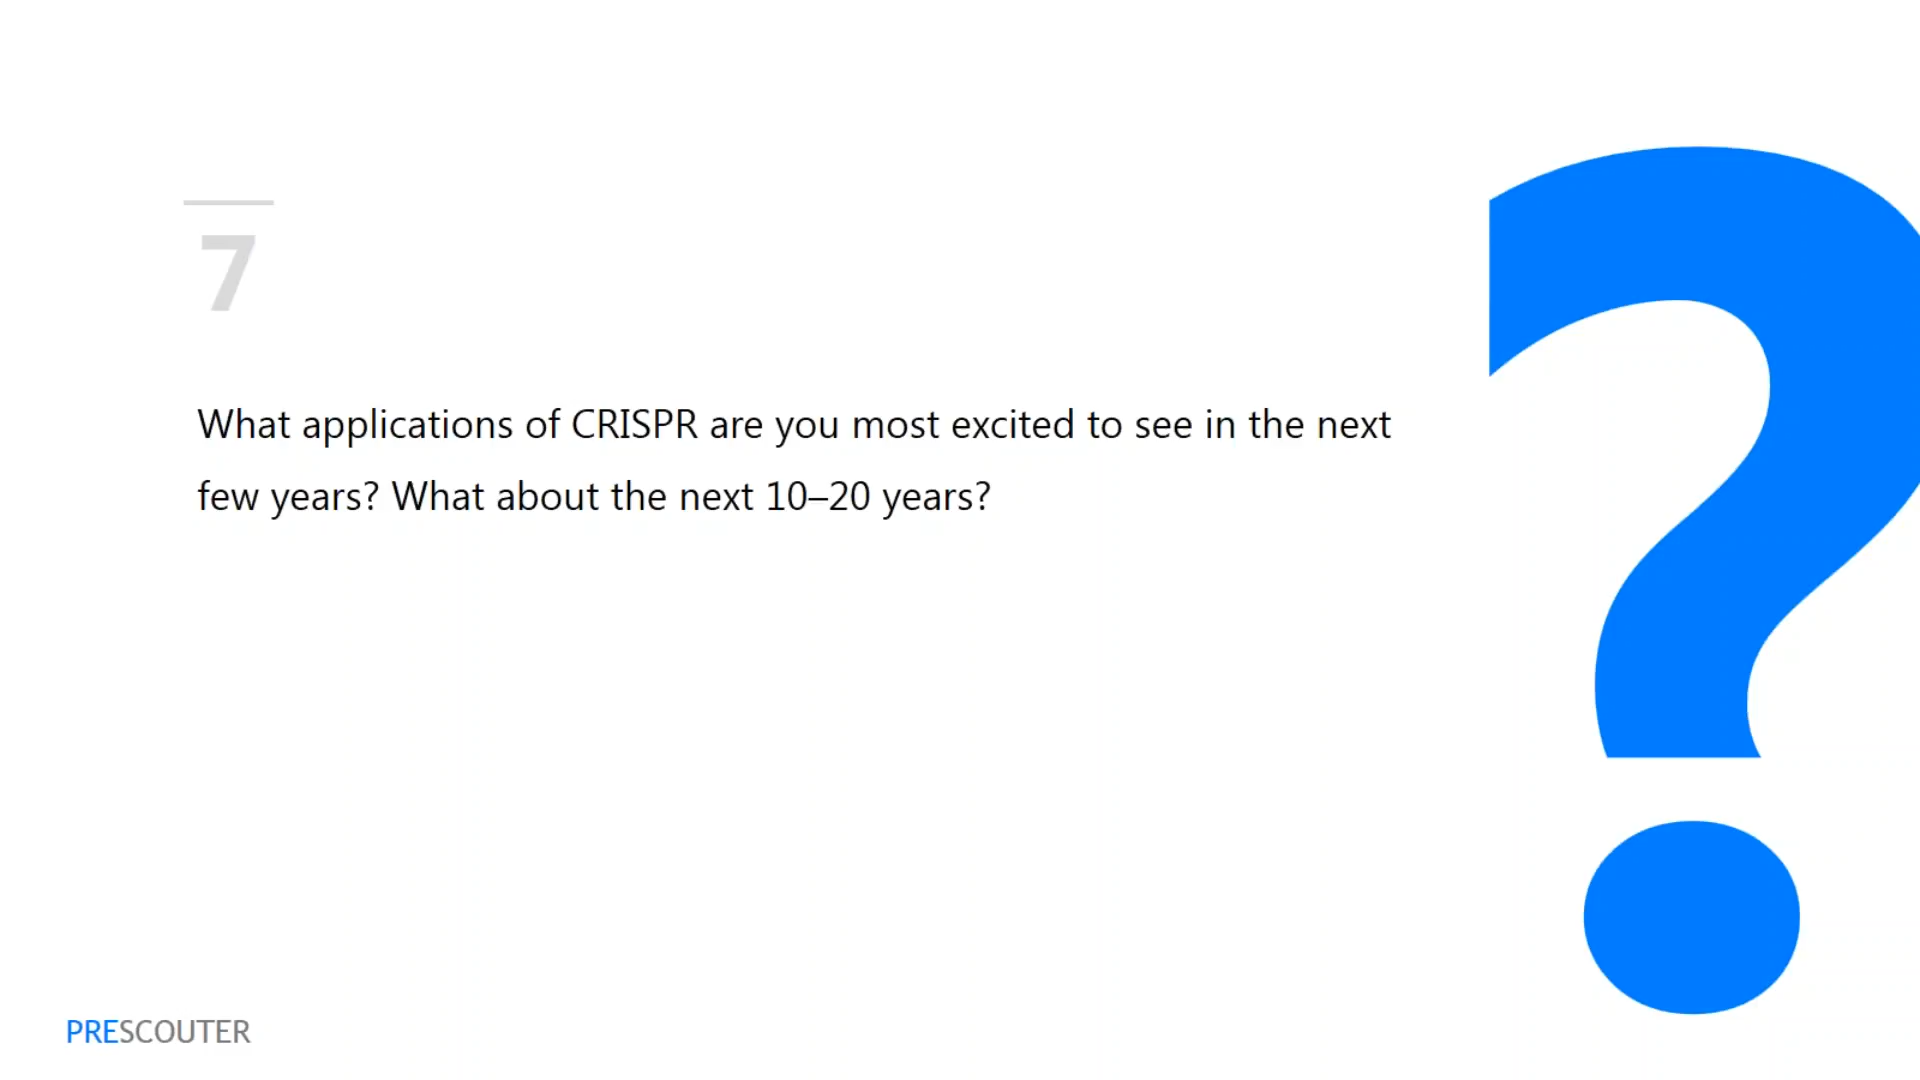 7
What applications of CRISPR are you most excited to see in the next
few years? What about the next 10–20 years?
?
PRESCOUTER